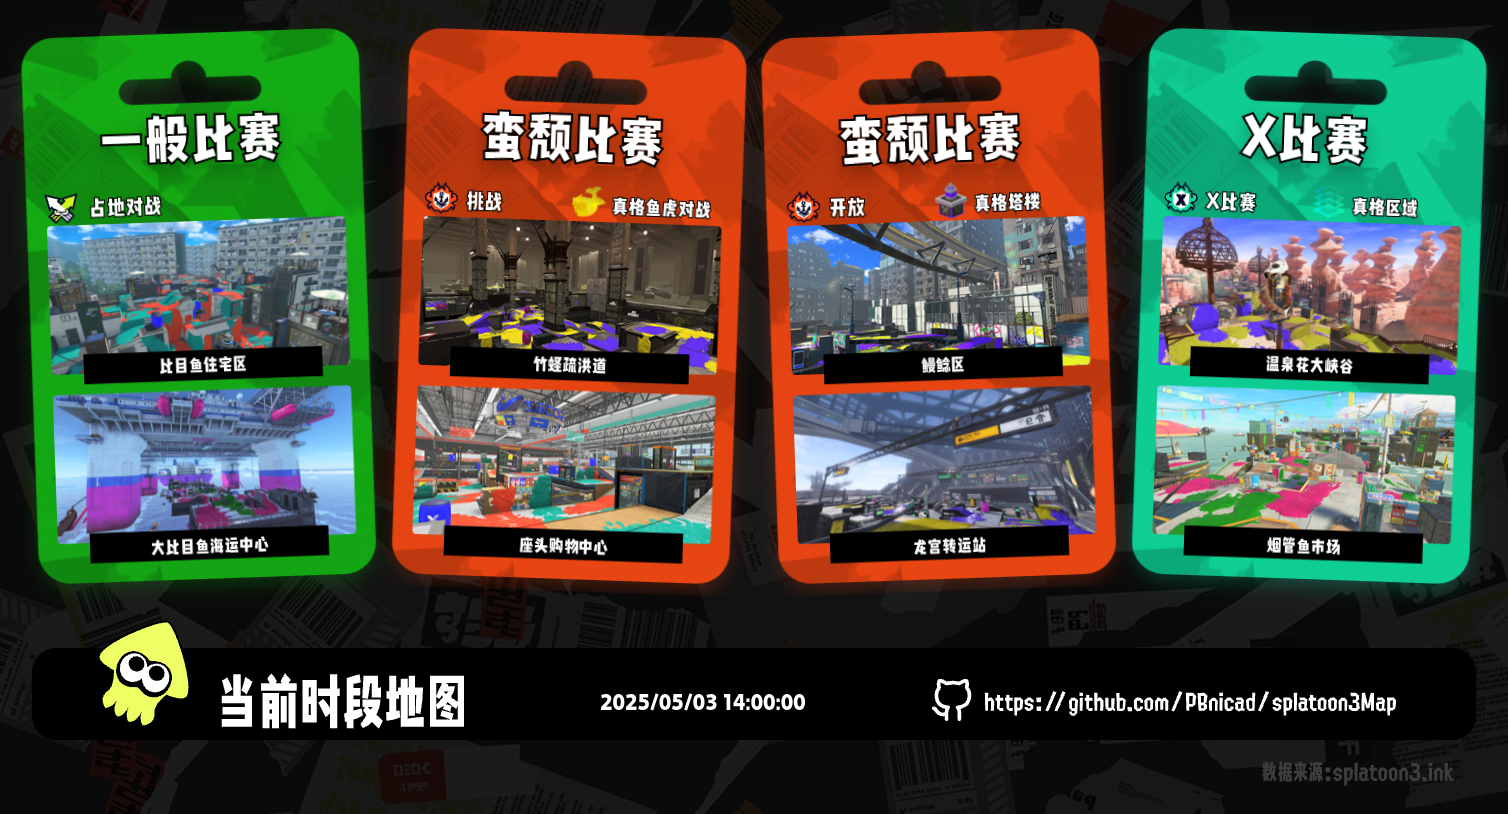 一般比赛
占地对战
比目鱼住宅区
大比目鱼海运中心
蛮颓比赛
挑战
真格鱼虎对战
竹蛏疏洪道
座头购物中心
蛮颓比赛
开放
真格塔楼
鳗鲶区
龙宫转运站
X比赛
X比赛
真格区域
温泉花大峡谷
烟管鱼市场
当前时段地图
2025/05/03 14:00:00
https://github.com/PBnicad/splatoon3Map
数据来源:splatoon3.ink